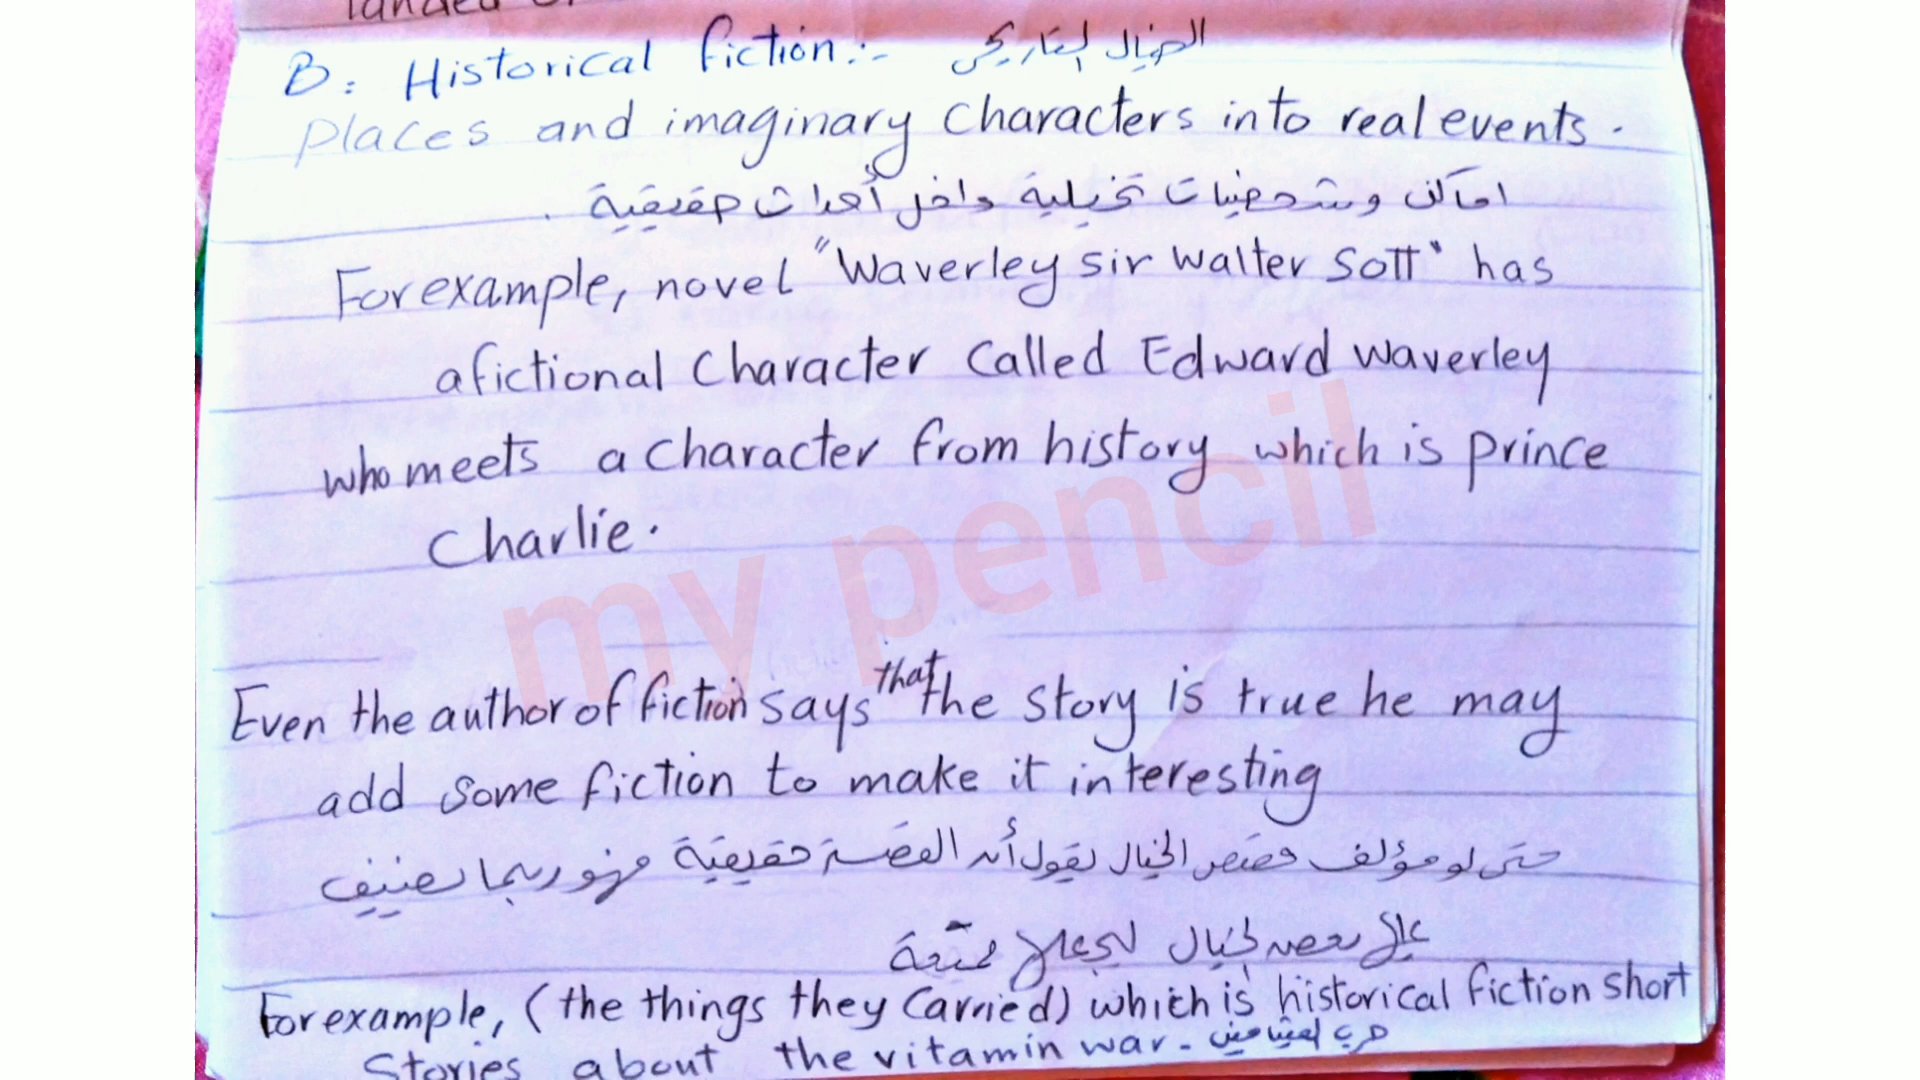 B: Historical fiction:- الخيال التاريخي
Places and imaginary characters into real events.
اماكن وشخصيات تخيلية داخل أحداث حقيقية.
For example, novel "Waverley sir Walter Sott" has
a fictional character called Edward Waverley
who meets a character from history which is prince
Charlie.
my pencil
Even the author of fiction says that the story is true he may
add some fiction to make it interesting
حتى لو مؤلف قصص الخيال يقول أن القصة حقيقية فهو ربما يضيف
لها بعض الخيال ليجعلها ممتعة
For example, (the things they carried) which is historical fiction short
stories about the vitamin war. حرب الفيتامين